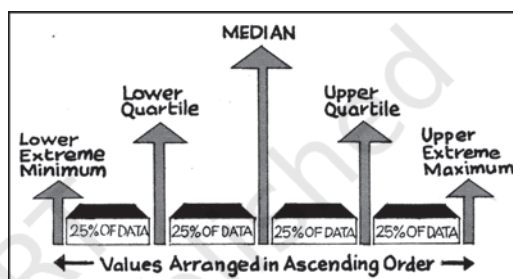 MEDIAN
Lower
Quartile
Upper
Quartile
Lower
Extreme
Minimum
Upper
Extreme
Maximum
25% OF DATA 25% OF DATA 25% OF DATA 25% OF DATA
Values Arranged in Ascending Order